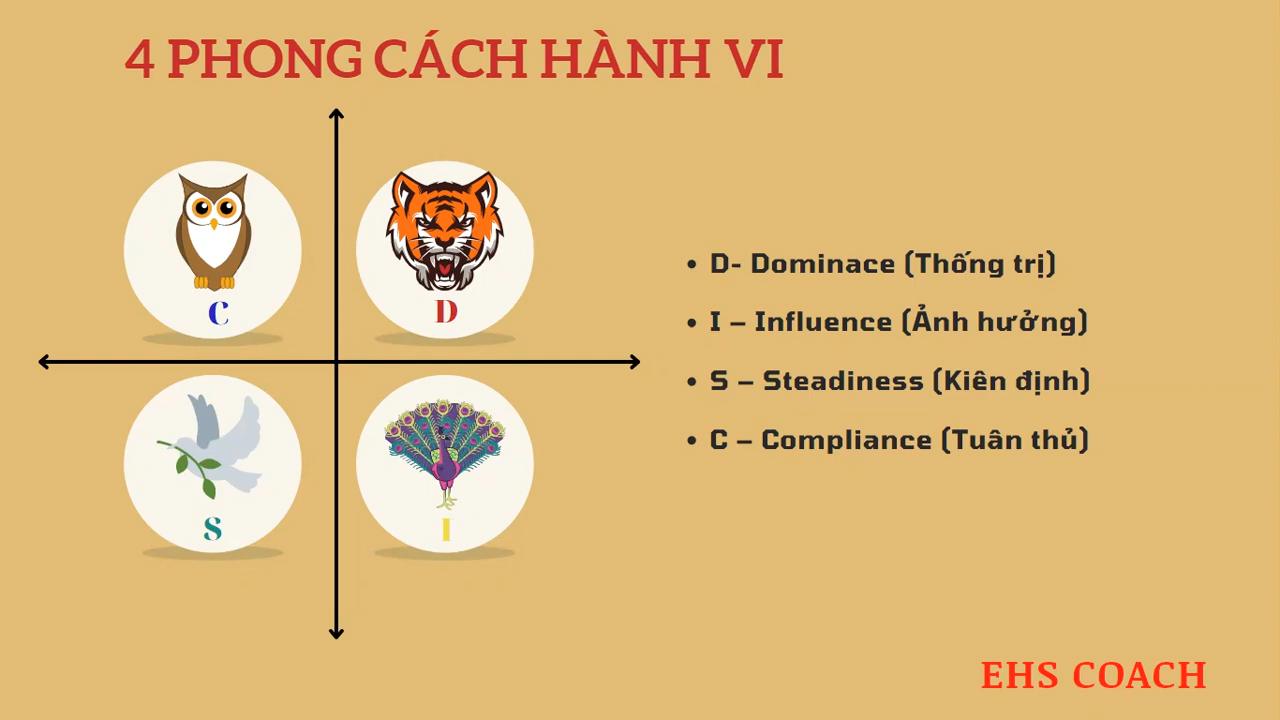 4 PHONG CÁCH HÀNH VI
C
D
S
I
• D- Dominace (Thống trị)
• I – Influence (Ảnh hưởng)
• S – Steadiness (Kiên định)
• C – Compliance (Tuân thủ)
EHS COACH